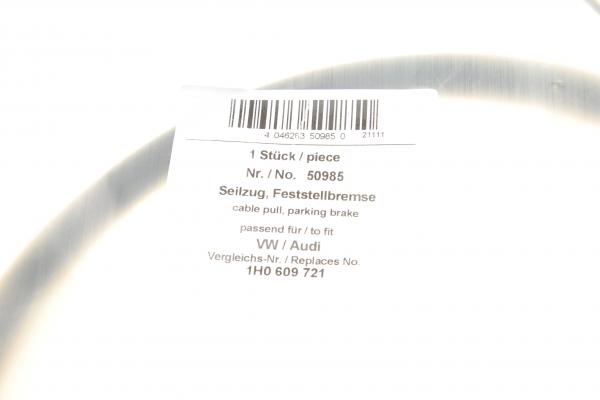 4 046263 50985 0 21111
1 Stück / piece
Nr. / No. 50985
Seilzug, Feststellbremse
cable pull, parking brake
passend für / to fit
VW / Audi
Vergleichs-Nr. / Replaces No.
1H0 609 721